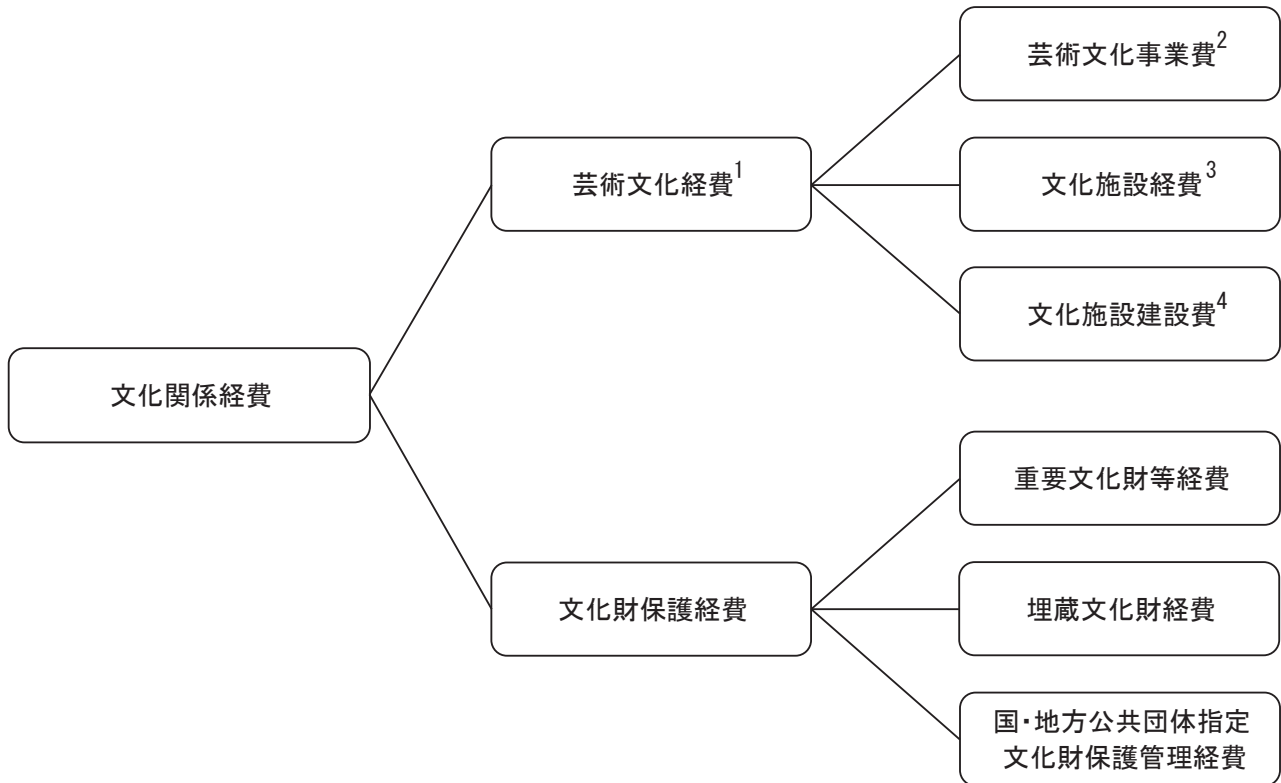 芸術文化事業費2
芸術文化経費1
文化施設経費3
文化施設建設費4
文化関係経費
重要文化財等経費
文化財保護経費
埋蔵文化財経費
国・地方公共団体指定
文化財保護管理経費